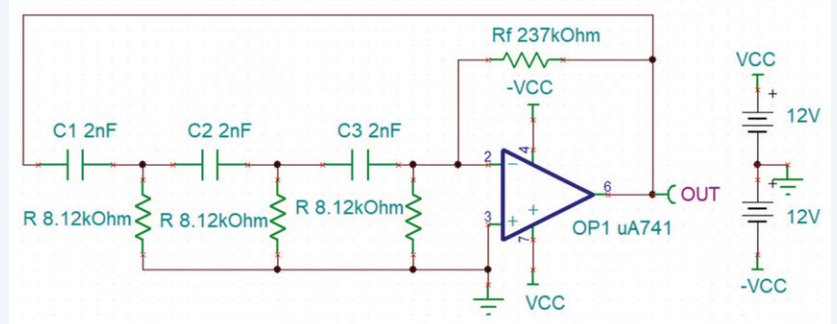 Rf 237kOhm
-VCC
VCC
+
12V
C1 2nF
C2 2nF
C3 2nF
4
2
-
6
OUT
R 8.12kOhm
R 8.12kOhm
R 8.12kOhm
3
+
+
7
OP1 uA741
+
12V
VCC
-VCC